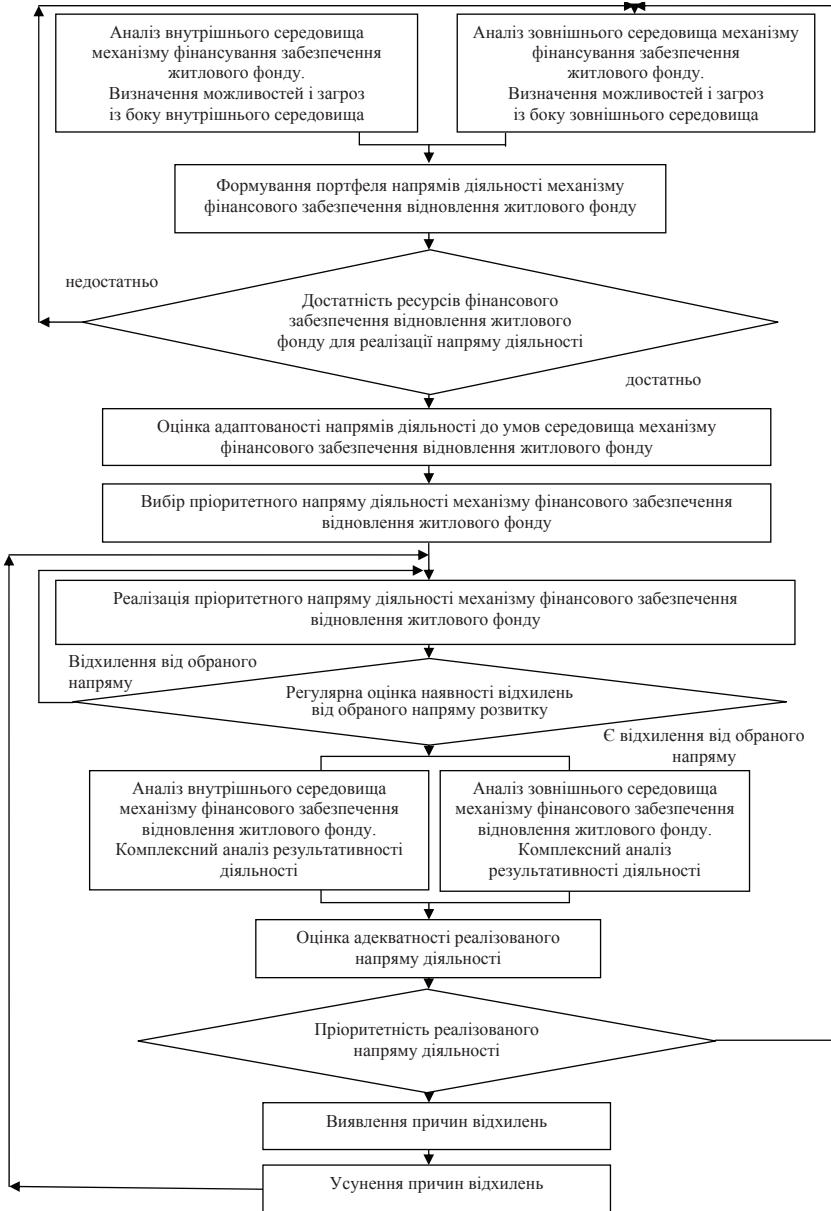 Аналіз внутрішнього середовища
механізму фінансування забезпечення
житлового фонду.
Визначення можливостей і загроз
із боку внутрішнього середовища
Аналіз зовнішнього середовища механізму
фінансування забезпечення
житлового фонду.
Визначення можливостей і загроз
із боку зовнішнього середовища
Формування портфеля напрямів діяльності механізму
фінансового забезпечення відновлення житлового фонду
недостатньо
Достатність ресурсів фінансового
забезпечення відновлення житлового
фонду для реалізації напряму діяльності
достатньо
Оцінка адаптованості напрямів діяльності до умов середовища механізму
фінансового забезпечення відновлення житлового фонду
Вибір пріоритетного напряму діяльності механізму фінансового забезпечення
відновлення житлового фонду
Реалізація пріоритетного напряму діяльності механізму фінансового забезпечення
відновлення житлового фонду
Відхилення від обраного
напряму
Регулярна оцінка наявності відхилень
від обраного напряму розвитку
Є відхилення від обраного
напряму
Аналіз внутрішнього середовища
механізму фінансового забезпечення
відновлення житлового фонду.
Комплексний аналіз результативності
діяльності
Аналіз зовнішнього середовища
механізму фінансового забезпечення
відновлення житлового фонду.
Комплексний аналіз
результативності діяльності
Оцінка адекватності реалізованого
напряму діяльності
Пріоритетність реалізованого
напряму діяльності
Виявлення причин відхилень
Усунення причин відхилень